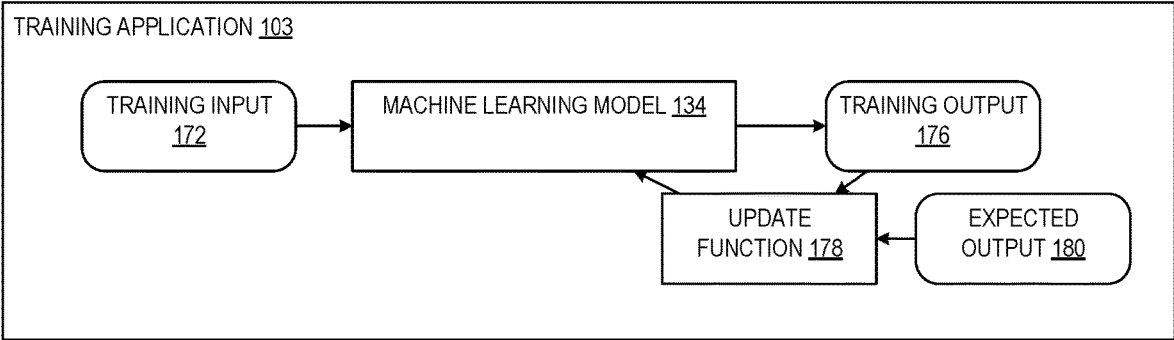 TRAINING APPLICATION 103
TRAINING INPUT
172
MACHINE LEARNING MODEL 134
TRAINING OUTPUT
176
UPDATE
FUNCTION 178
EXPECTED
OUTPUT 180